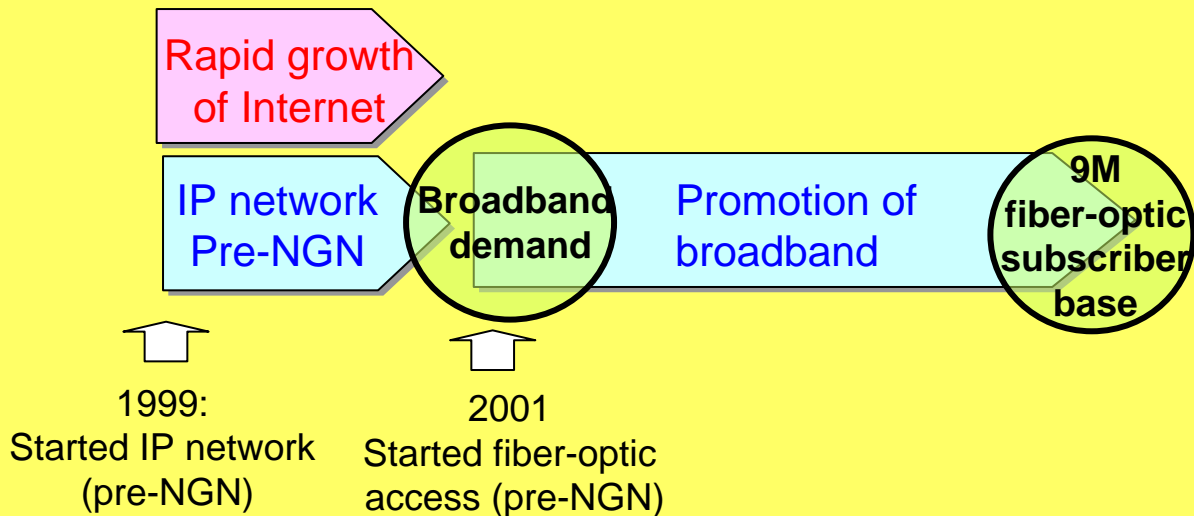 Rapid growth
of Internet
IP network
Pre-NGN
Broadband
demand
Promotion of
broadband
9M
fiber-optic
subscriber
base
1999:
Started IP network
(pre-NGN)
2001
Started fiber-optic
access (pre-NGN)